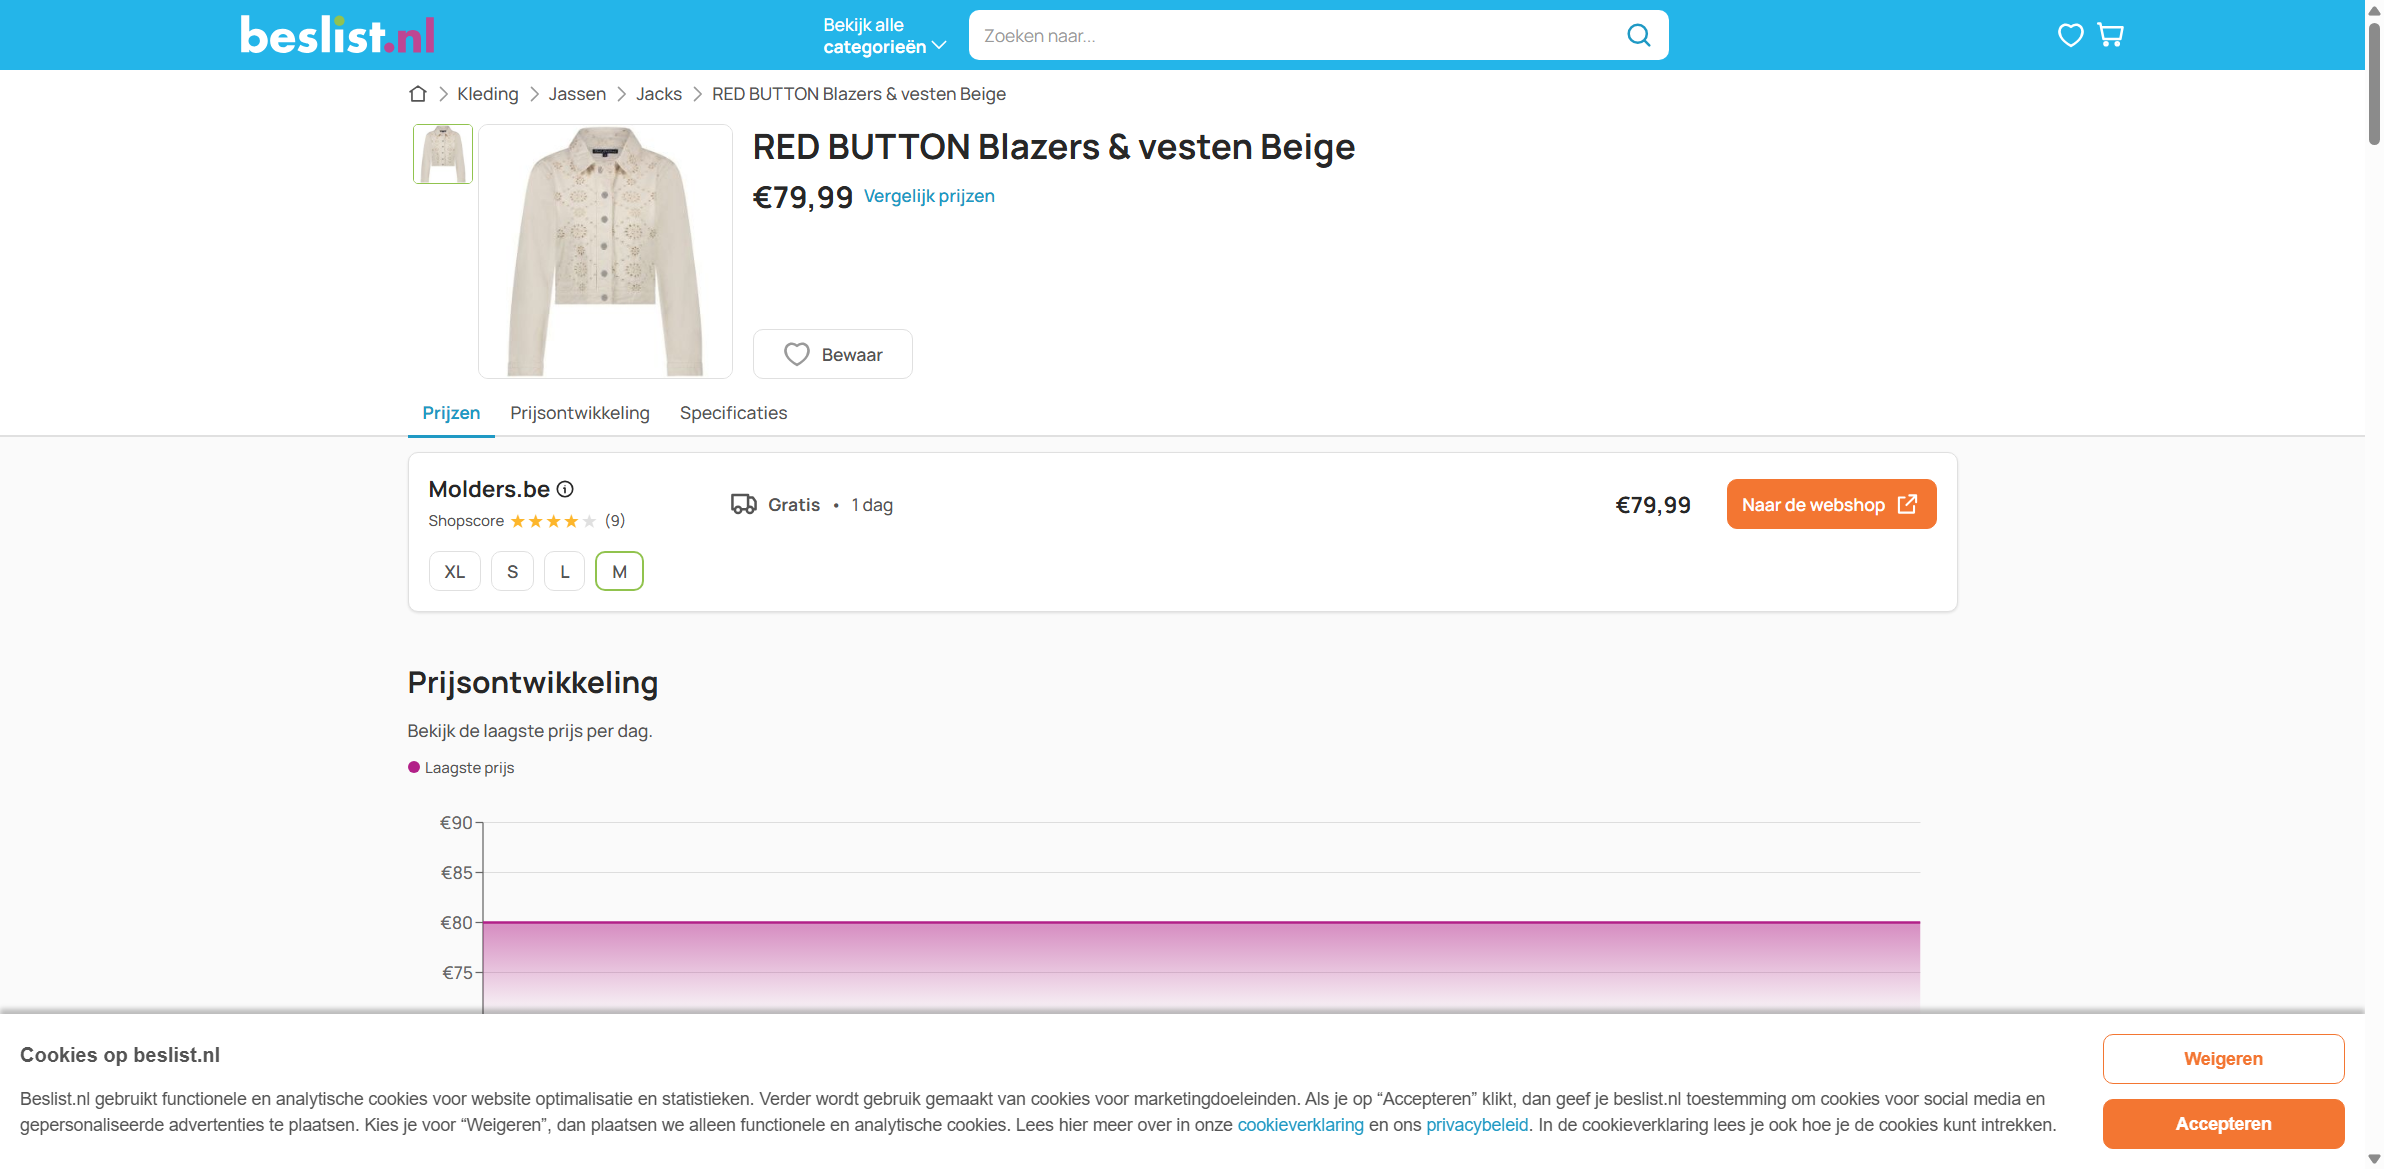 beslist.nl
Bekijk alle
categorieën
Zoeken naar...
Kleding
Jassen
Jacks
RED BUTTON Blazers & vesten Beige
RED BUTTON Blazers & vesten Beige
€79,99 Vergelijk prijzen
Bewaar
Prijzen
Prijsontwikkeling
Specificaties
Molders.be
Shopscore (9)
Gratis • 1 dag
€79,99
Naar de webshop
XL
S
L
M
Prijsontwikkeling
Bekijk de laagste prijs per dag.
Laagste prijs
€90
€85
€80
€75
Cookies op beslist.nl
Beslist.nl gebruikt functionele en analytische cookies voor website optimalisatie en statistieken. Verder wordt gebruik gemaakt van cookies voor marketingdoeleinden. Als je op “Accepteren” klikt, dan geef je beslist.nl toestemming om cookies voor social media en
gepersonaliseerde advertenties te plaatsen. Kies je voor “Weigeren”, dan plaatsen we alleen functionele en analytische cookies. Lees hier meer over in onze cookieverklaring en ons privacybeleid. In de cookieverklaring lees je ook hoe je de cookies kunt intrekken.
Weigeren
Accepteren